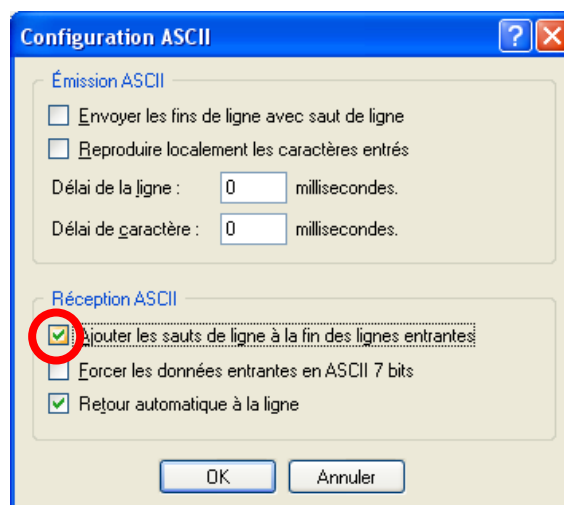 Configuration ASCII
Émission ASCII
Envoyer les fins de ligne avec saut de ligne
Reproduire localement les caractères entrés
Délai de la ligne : 0 millisecondes.
Délai de caractère : 0 millisecondes.
Réception ASCII
Ajouter les sauts de ligne à la fin des lignes entrantes
Forcer les données entrantes en ASCII 7 bits
Retour automatique à la ligne
OK Annuler